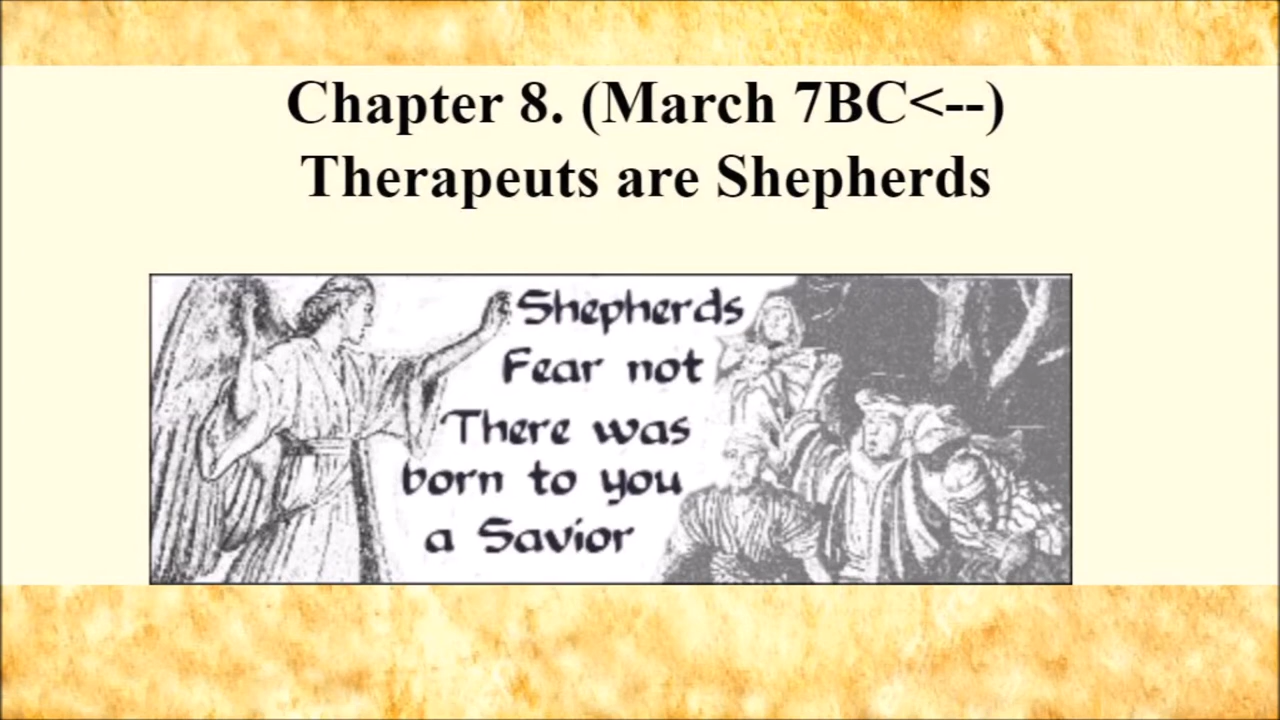 Chapter 8. (March 7BC<--)
Therapeuts are Shepherds
Shepherds
Fear not
There was
born to you
a Savior